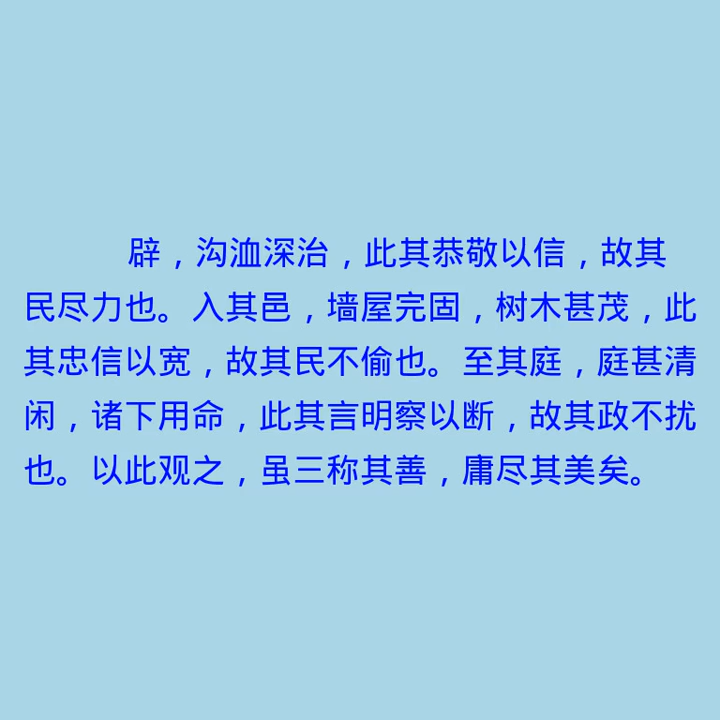 辟，沟洫深治，此其恭敬以信，故其
民尽力也。入其邑，墙屋完固，树木甚茂，此
其忠信以宽，故其民不偷也。至其庭，庭甚清
闲，诸下用命，此其言明察以断，故其政不扰
也。以此观之，虽三称其善，庸尽其美矣。